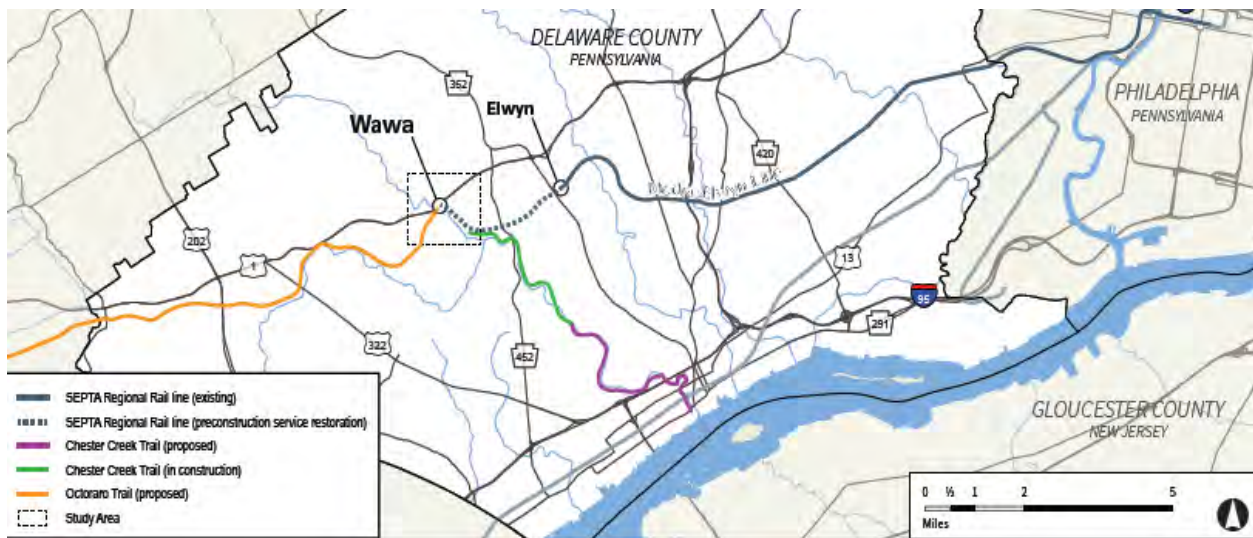 DELAWARE COUNTY
PENNSYLVANIA
352
Elwyn
PHILADELPHIA
PENNSYLVANIA
Wawa
420
202
1
13
95
291
322
452
GLOUCESTER COUNTY
NEW JERSEY
SEPTA Regional Rail line (existing)
SEPTA Regional Rail line (preconstruction service restoration)
Chester Creek Trail (proposed)
Chester Creek Trail (in construction)
Octoraro Trail (proposed)
Study Area
0 ½ 1 2 5
Miles